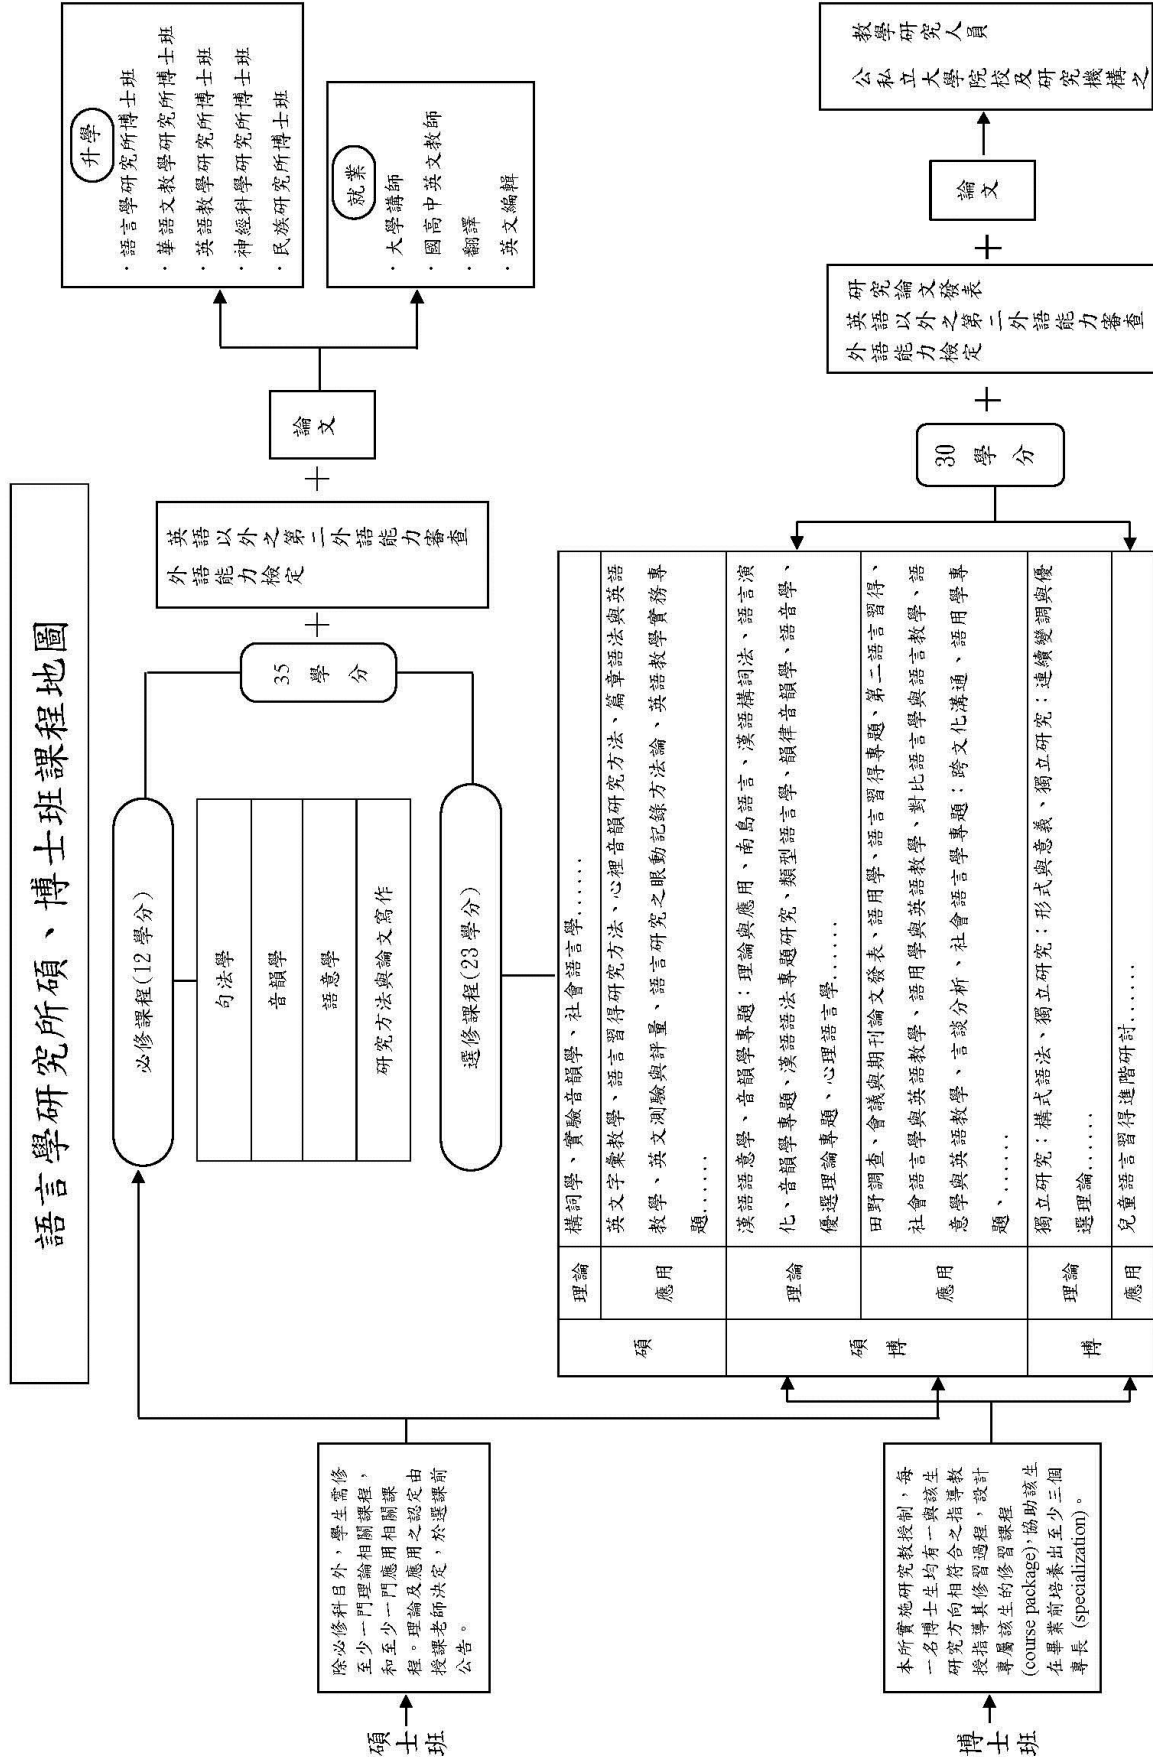 語言學研究所碩、博士班課程地圖
碩士班
除必修科目外，學生需修
至少一門理論相關課程，
和至少一門應用相關課
程。理論及應用之認定由
授課老師決定，於選課前
公告。
必修課程(12 學分)
句法學
音韻學
語意學
研究方法與論文寫作
選修課程(23 學分)
35
學
分
＋
英語以外之第二外語能力審查
外語能力檢定
＋
論文
升學
· 語言學研究所博士班
· 華語文教學研究所博士班
· 英語教學研究所博士班
· 神經科學研究所博士班
· 民族研究所博士班
就業
· 大學講師
· 國高中英文教師
· 翻譯
· 英文編輯
碩
理論
構詞學、實驗音韻學、社會語言學......
應用
英文字彙教學、語言習得研究方法、心裡音韻研究方法、篇章語法與英語
教學、英文測驗與評量、語言研究之眼動記錄方法論、英語教學實務專
題.......
碩博
理論
漢語語意學、音韻學專題：理論與應用、南島語言、漢語構詞法、語言演
化、音韻學專題、漢語語法專題研究、類型語言學、韻律音韻學、語音學、
優選理論專題、心理語言學.......
應用
田野調查、會議與期刊論文發表、語用學、語言習得專題、第二語言習得、
社會語言學與英語教學、語用學與英語教學、對比語言學與語言教學、語
意學與英語教學、言談分析、社會語言學專題：跨文化溝通、語用學專
題、.......
博
理論
獨立研究：構式語法、獨立研究：形式與意義、獨立研究：連續變調與優
選理論......
應用
兒童語言習得進階研討......
博士班
本所實施研究教授制，每
一名博士生均有一與該生
研究方向相符合之指導教
授指導其修習過程，設計
專屬該生的修習課程
(course package)，協助該生
在畢業前培養出至少三個
專長 (specialization)。
30
學
分
＋
研究論文發表
英語以外之第二外語能力審查
外語能力檢定
＋
論文
公私立大學院校及研究機構之
教學研究人員